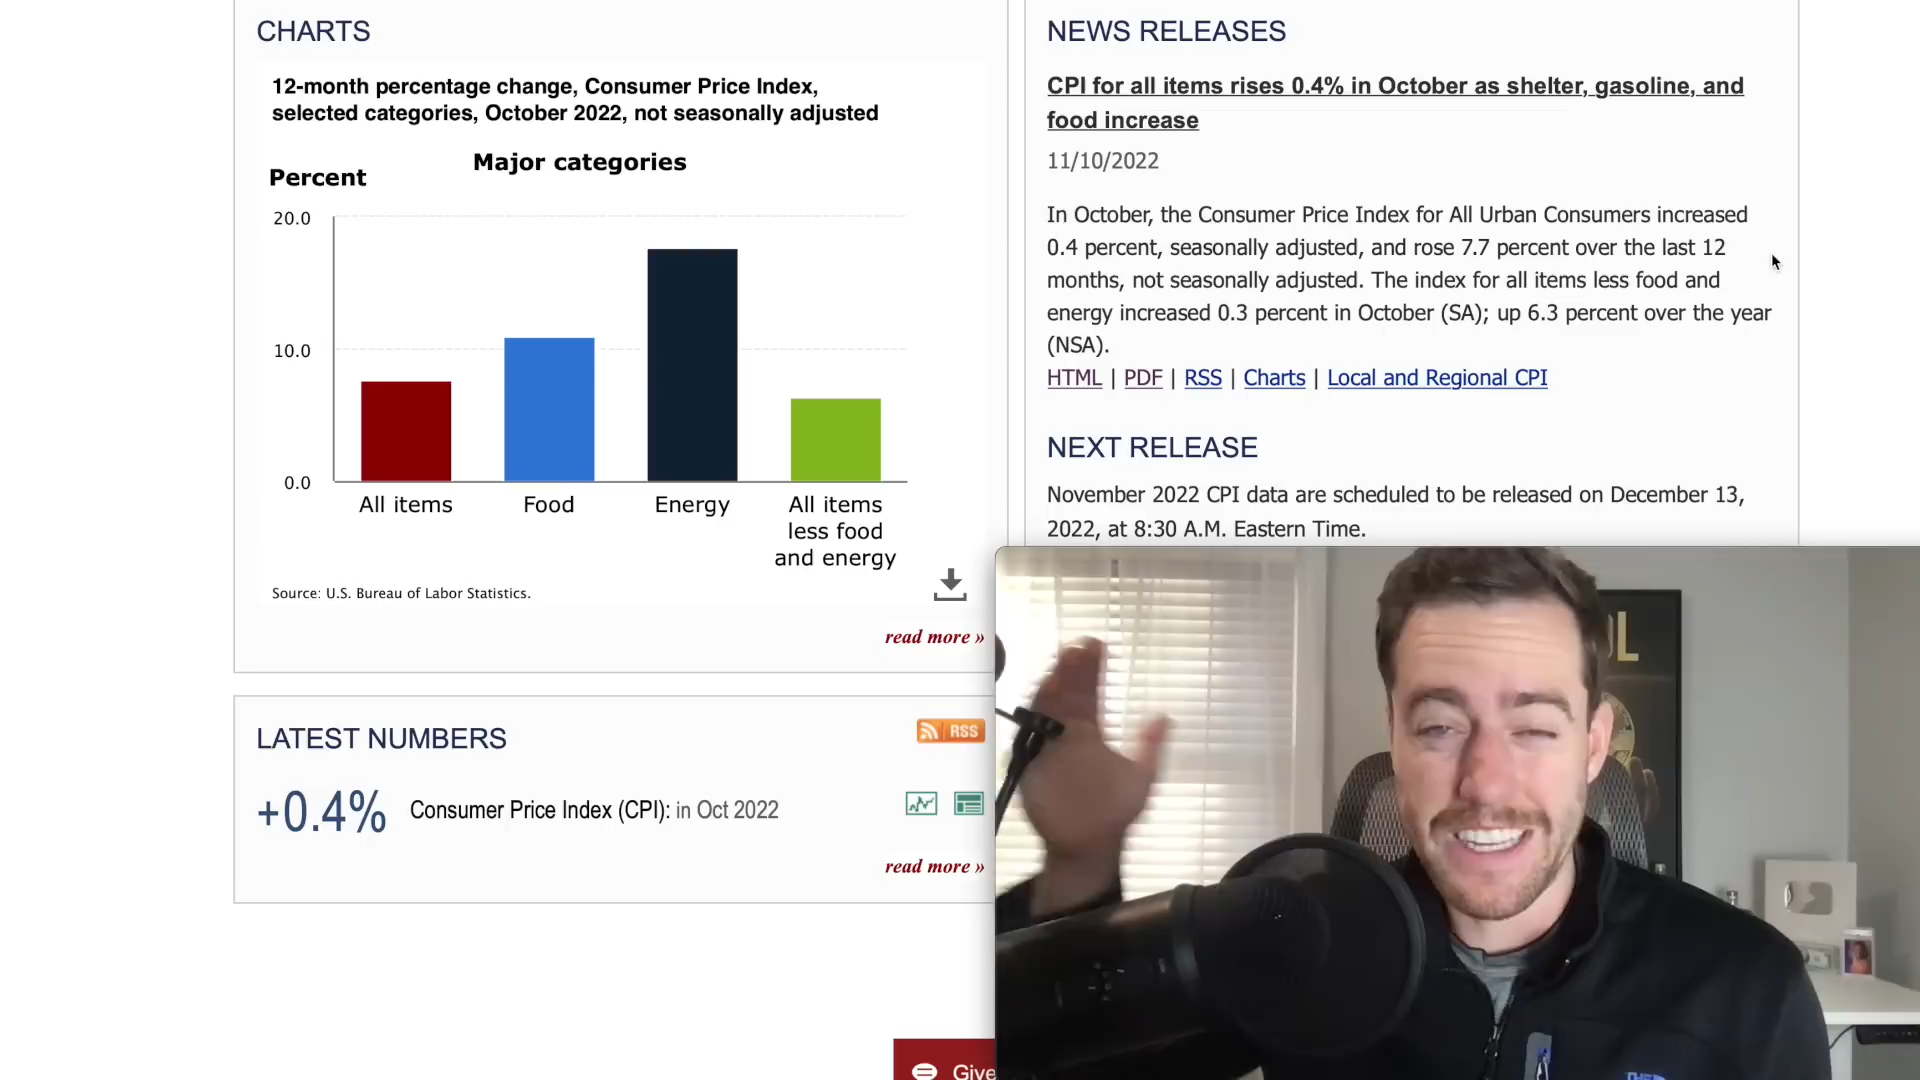 CHARTS
12-month percentage change, Consumer Price Index,
selected categories, October 2022, not seasonally adjusted
Major categories
Percent
20.0
10.0
0.0
All items
Food
Energy
All items
less food
and energy
Source: U.S. Bureau of Labor Statistics.
read more »
LATEST NUMBERS
RSS
+0.4%
Consumer Price Index (CPI): in Oct 2022
read more »
Give
NEWS RELEASES
CPI for all items rises 0.4% in October as shelter, gasoline, and
food increase
11/10/2022
In October, the Consumer Price Index for All Urban Consumers increased
0.4 percent, seasonally adjusted, and rose 7.7 percent over the last 12
months, not seasonally adjusted. The index for all items less food and
energy increased 0.3 percent in October (SA); up 6.3 percent over the year
(NSA).
HTML | PDF | RSS | Charts | Local and Regional CPI
NEXT RELEASE
November 2022 CPI data are scheduled to be released on December 13,
2022, at 8:30 A.M. Eastern Time.
THE